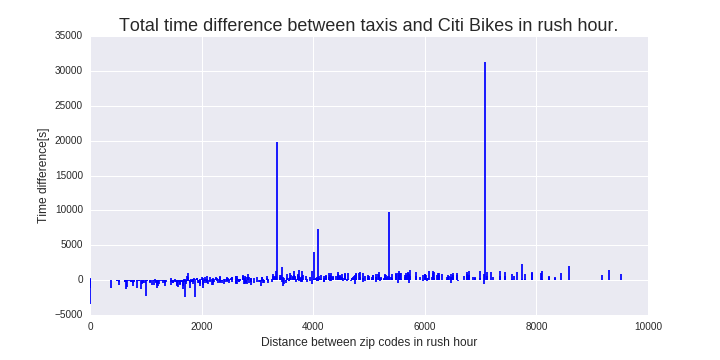 Total time difference between taxis and Citi Bikes in rush hour.
35000
30000
25000
20000
15000
10000
5000
0
−5000
Time difference[s]
0 2000 4000 6000 8000 10000
Distance between zip codes in rush hour